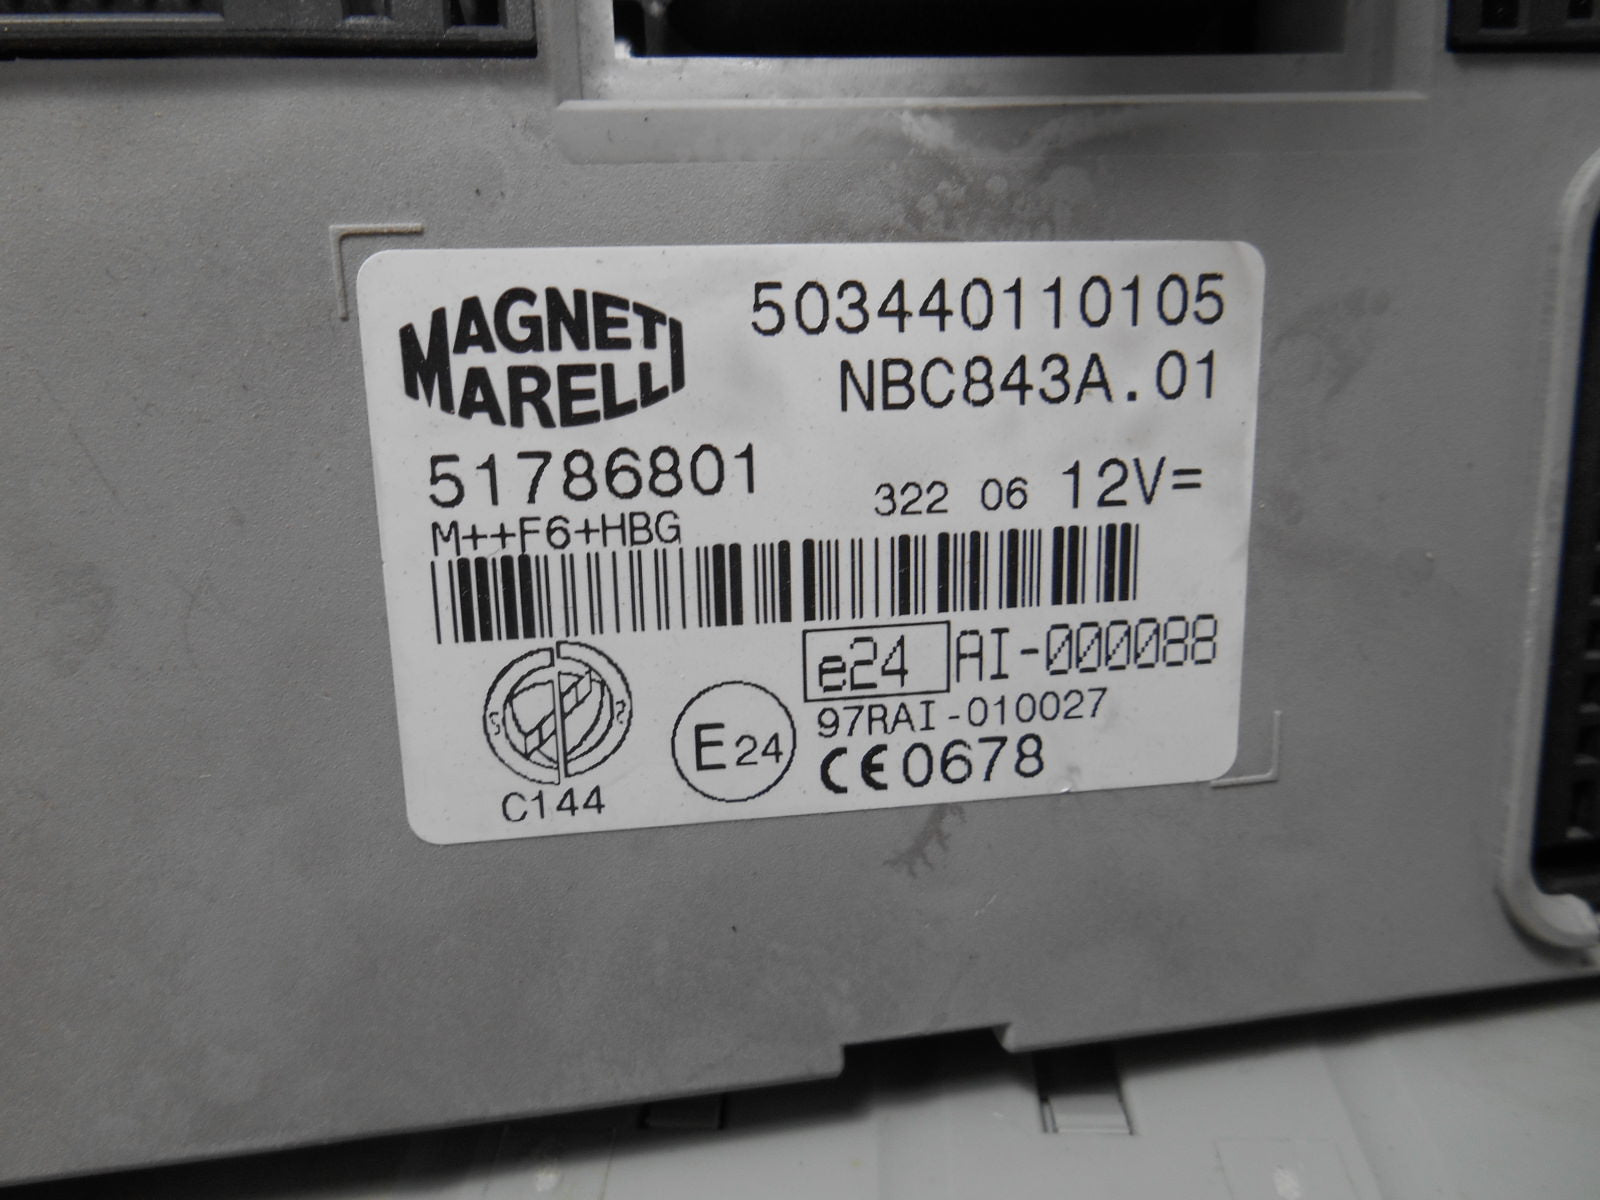 MAGNETI
MARELLI
503440110105
NBC843A.01
51786801
322 06 12V=
M++F6+HBG
e24 AI-000088
97RAI-010027
E24
CE0678
C144